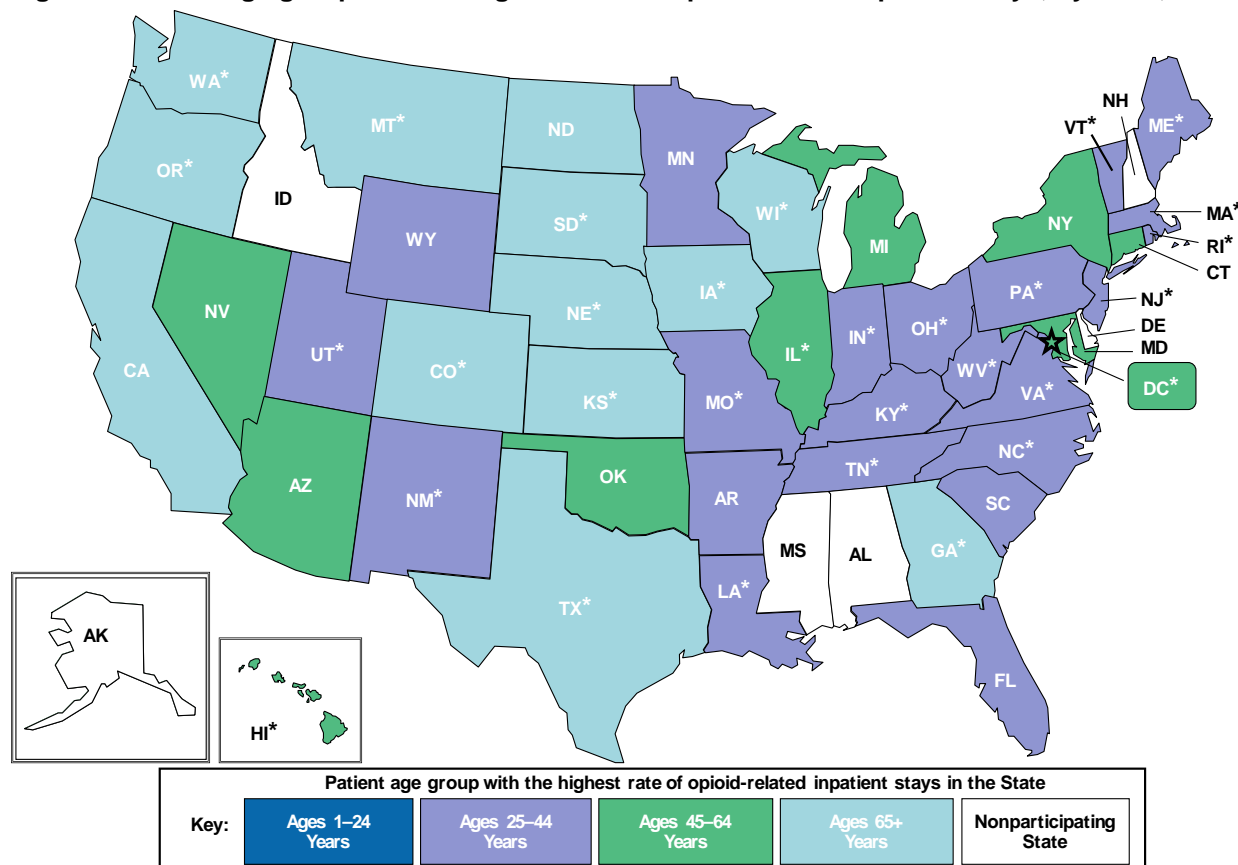 WA*
MT*
ND
MN
OR*
ID
WY
SD*
WI*
MI
NY
VT*
NH
ME*
MA*
RI*
CT
NJ*
DE
MD
DC*
NV
UT*
CO*
NE*
IA*
IL*
IN*
OH*
PA*
WV*
VA*
CA
KS*
MO*
KY*
NC*
TN*
SC
AZ
NM*
OK
AR
MS
AL
GA*
TX*
LA*
FL
AK
HI*
Patient age group with the highest rate of opioid-related inpatient stays in the State
Key:
Ages 1–24
Years
Ages 25–44
Years
Ages 45–64
Years
Ages 65+
Years
Nonparticipating
State